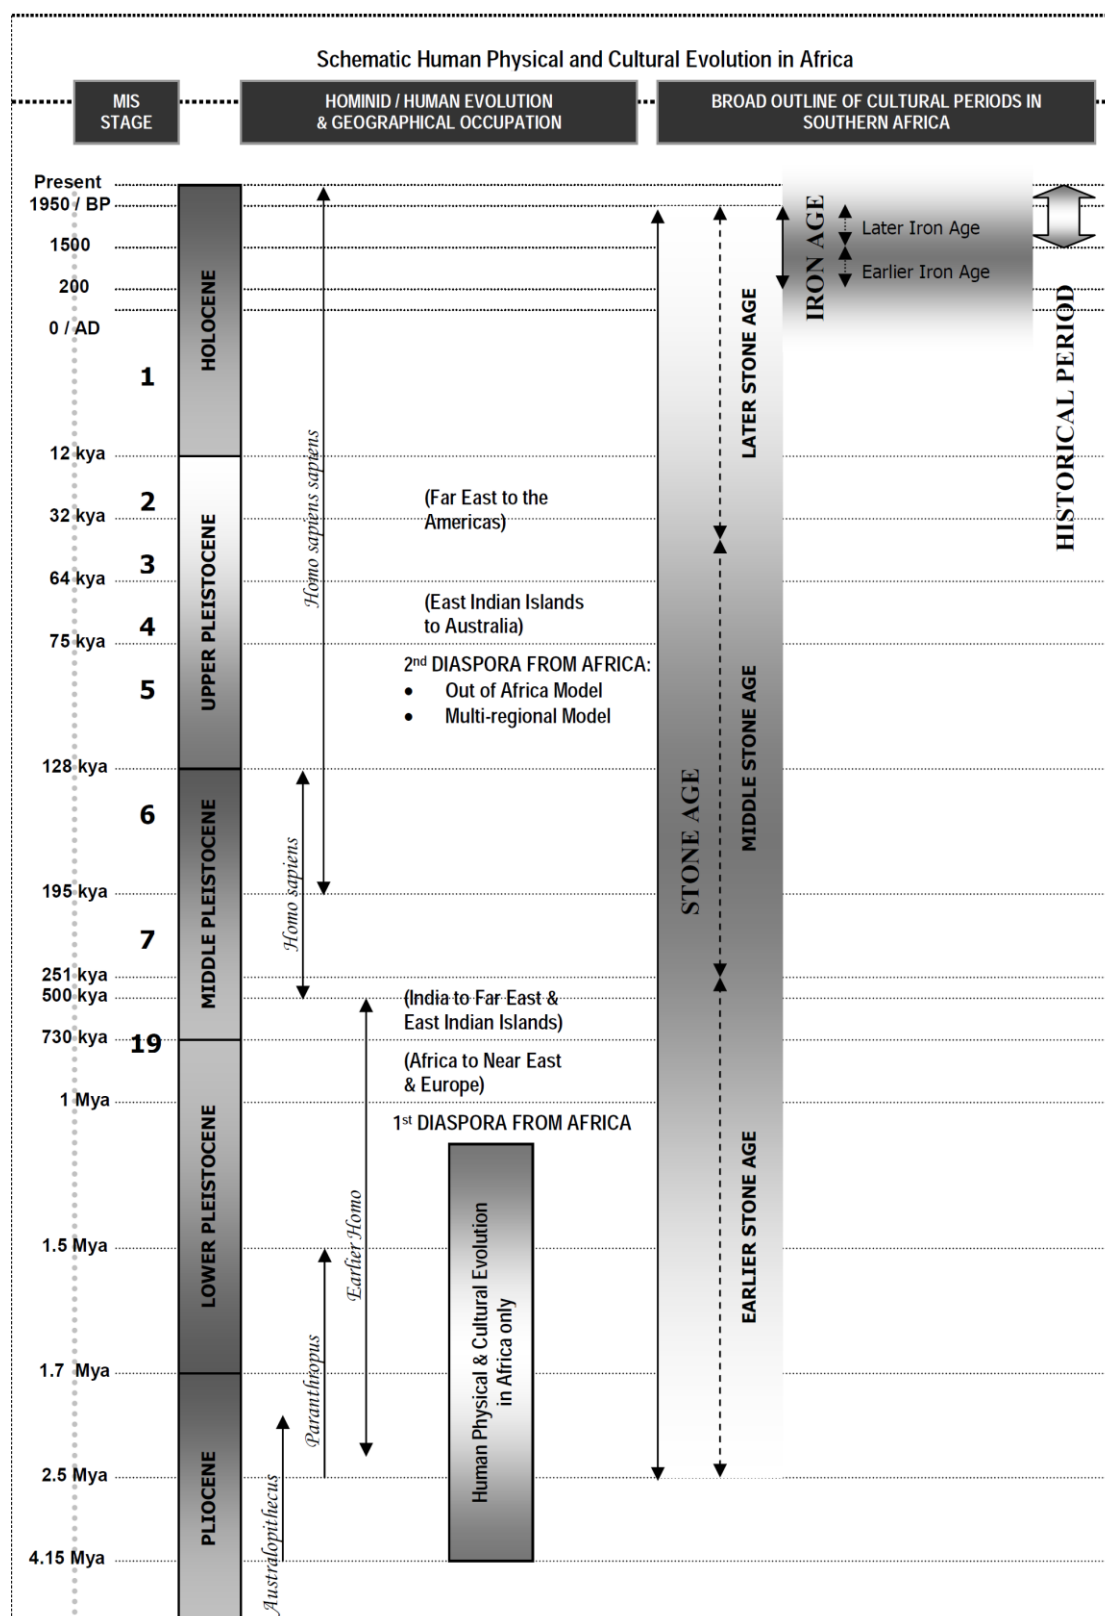 Schematic Human Physical and Cultural Evolution in Africa
MIS
STAGE
HOMINID / HUMAN EVOLUTION
& GEOGRAPHICAL OCCUPATION
BROAD OUTLINE OF CULTURAL PERIODS IN
SOUTHERN AFRICA
Present
1950 / BP
1500
200
0 / AD
12 kya
32 kya
64 kya
75 kya
128 kya
195 kya
251 kya
500 kya
730 kya
1 Mya
1.5 Mya
1.7 Mya
2.5 Mya
4.15 Mya
1
2
3
4
5
6
7
19
HOLOCENE
UPPER PLEISTOCENE
MIDDLE PLEISTOCENE
LOWER PLEISTOCENE
PLIOCENE
Homo sapiens sapiens
Homo sapiens
Earlier Homo
Paranthropus
Australopithecus
(Far East to the
Americas)
(East Indian Islands
to Australia)
2nd DIASPORA FROM AFRICA:
• Out of Africa Model
• Multi-regional Model
(India to Far East &
East Indian Islands)
(Africa to Near East
& Europe)
1st DIASPORA FROM AFRICA
Human Physical & Cultural Evolution
in Africa only
STONE AGE
LATER STONE AGE
MIDDLE STONE AGE
EARLIER STONE AGE
IRON AGE
Later Iron Age
Earlier Iron Age
HISTORICAL PERIOD